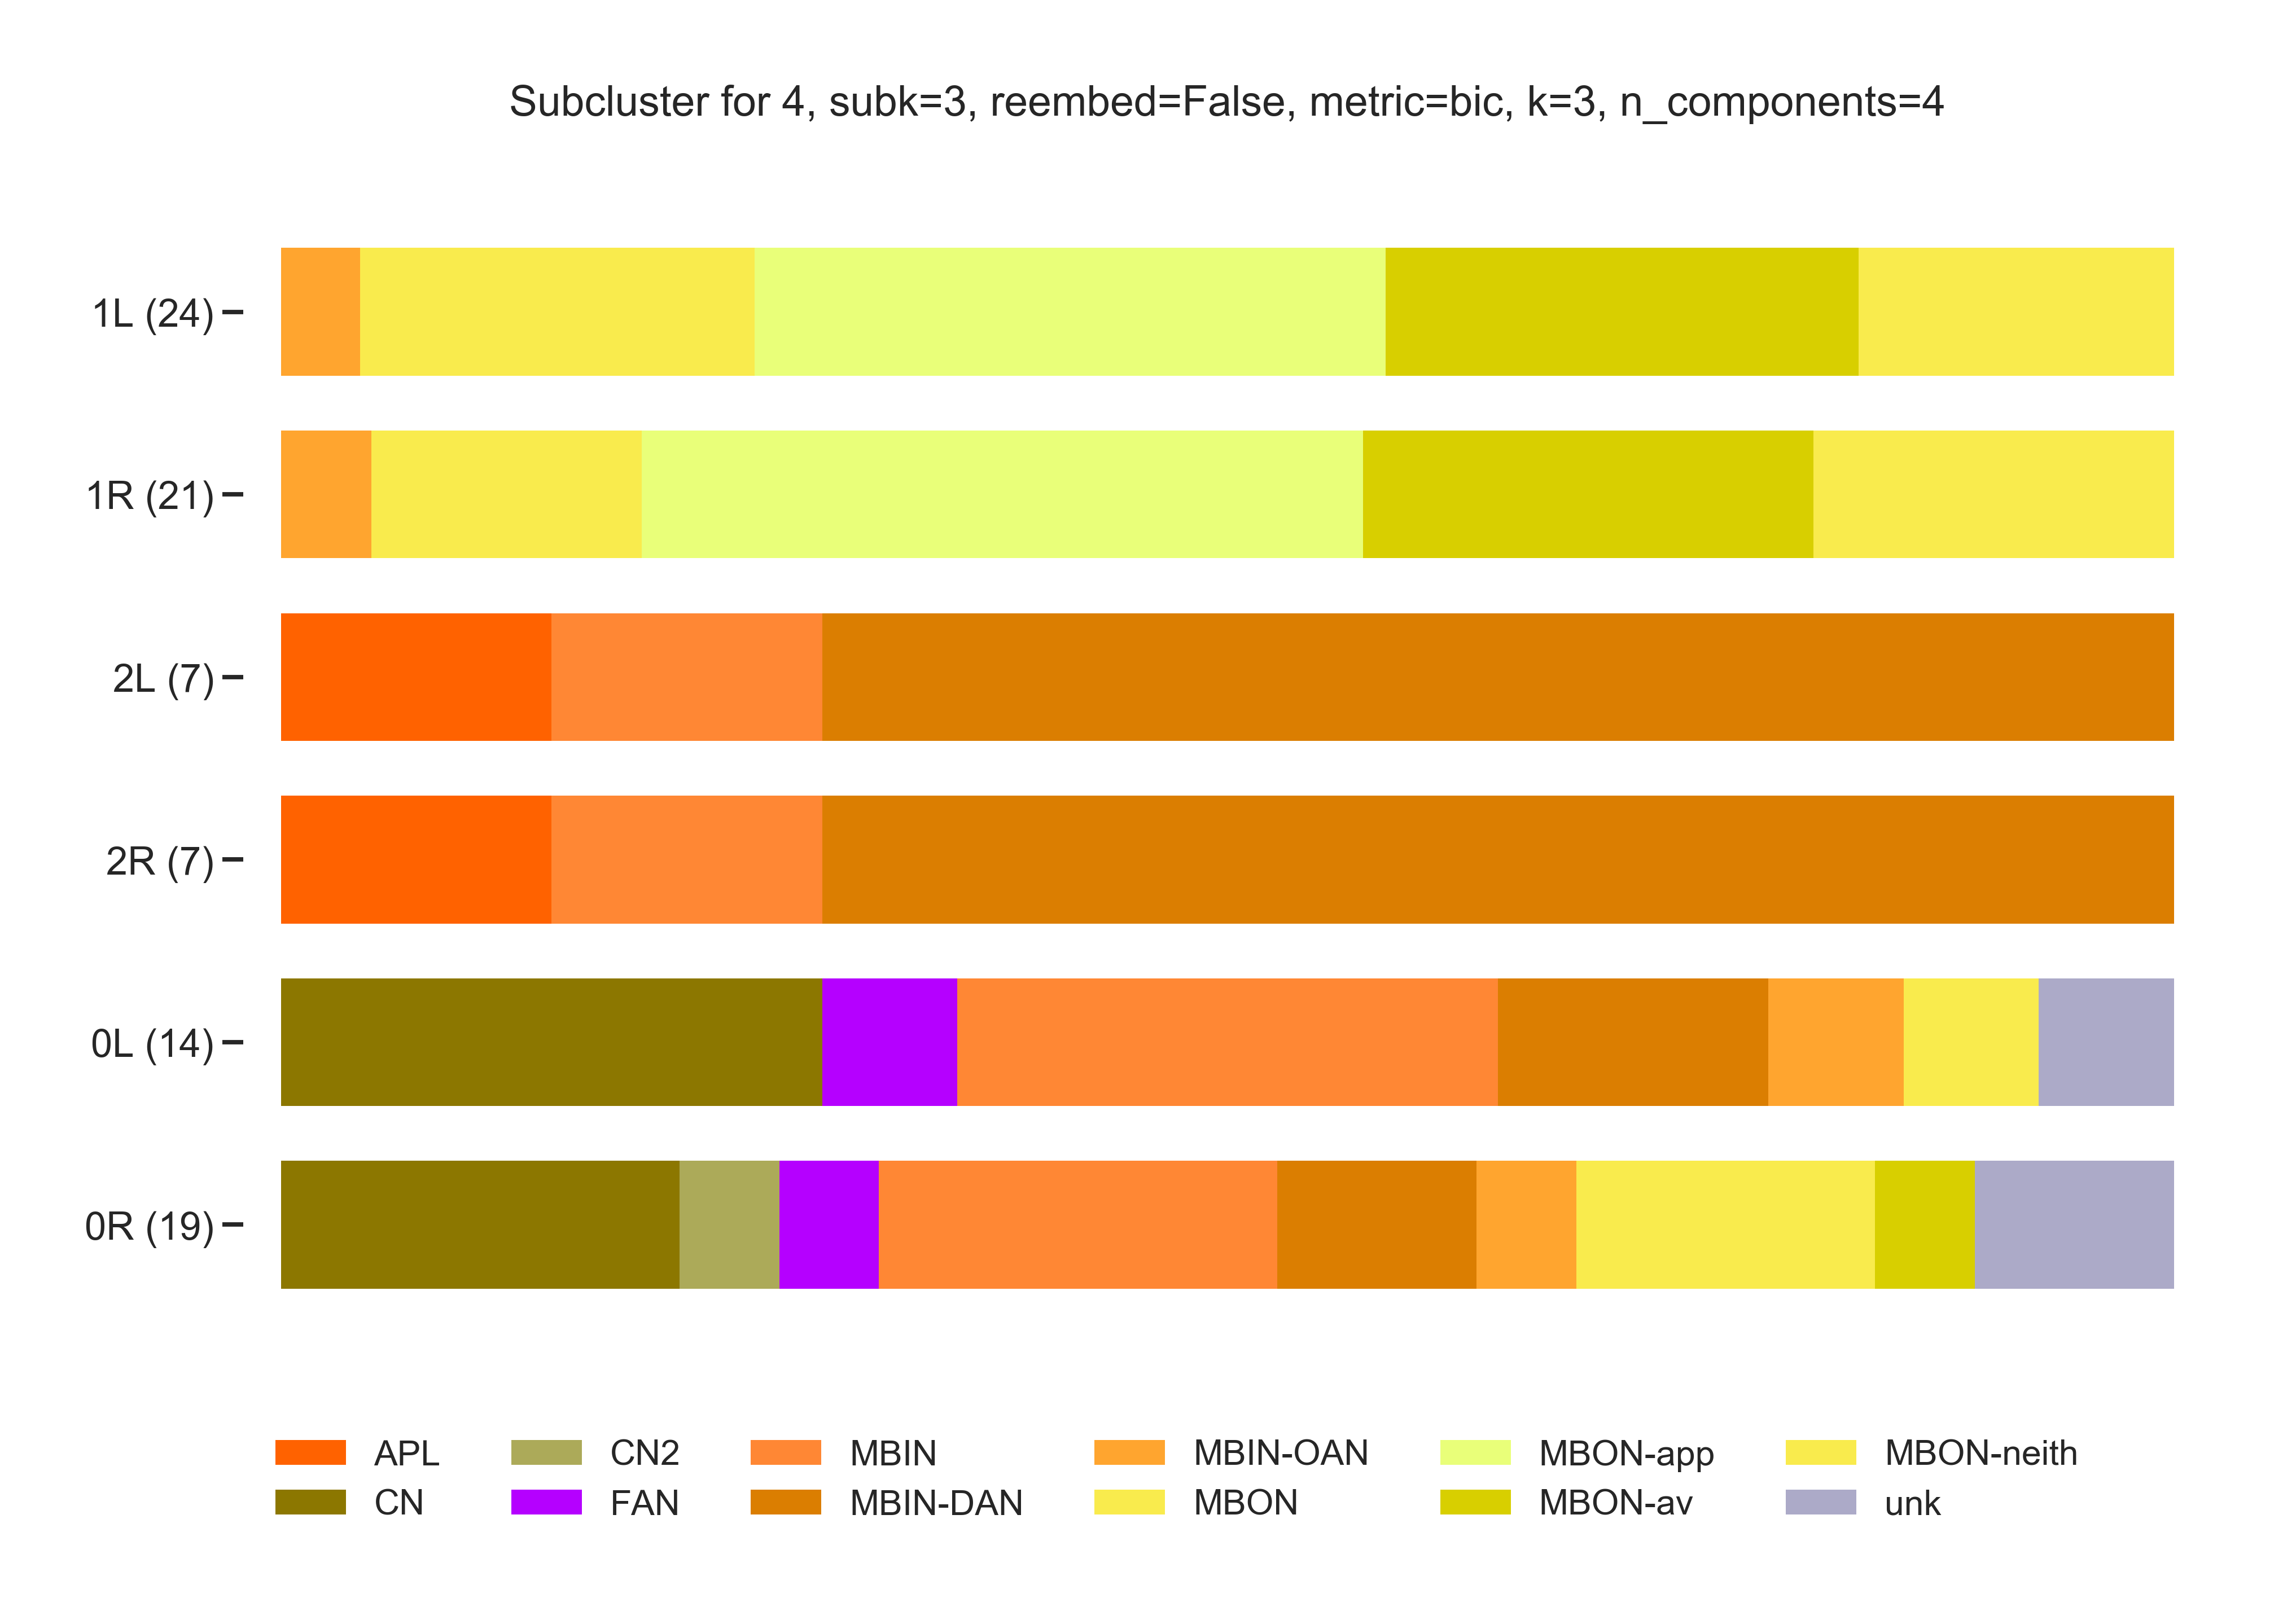 Subcluster for 4, subk=3, reembed=False, metric=bic, k=3, n_components=4
1L (24)
1R (21)
2L (7)
2R (7)
0L (14)
0R (19)
APL CN2 MBIN MBIN-OAN MBON-app MBON-neith
CN FAN MBIN-DAN MBON MBON-av unk